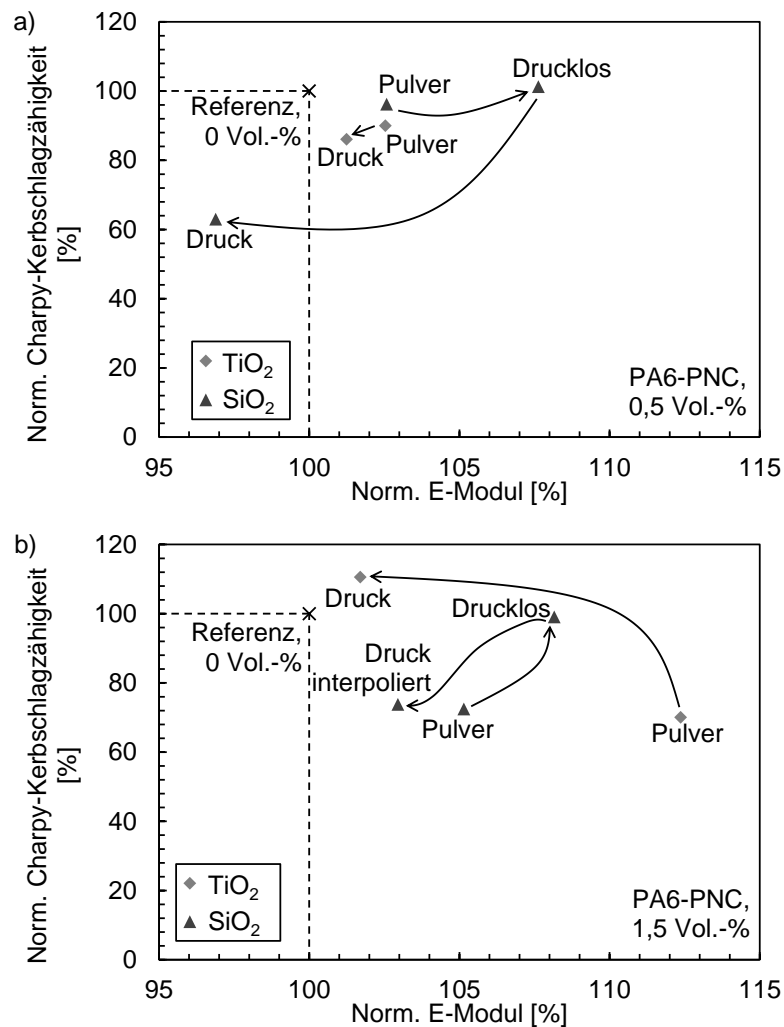 a)
Norm. Charpy-Kerbschlagzähigkeit
[%]
120
100
80
60
40
20
0
Referenz,
0 Vol.-%
Pulver
Drucklos
Druck
Pulver
Druck
TiO₂
SiO₂
PA6-PNC,
0,5 Vol.-%
95
100
105
110
115
Norm. E-Modul [%]
b)
Norm. Charpy-Kerbschlagzähigkeit
[%]
120
100
80
60
40
20
0
Druck
Referenz,
0 Vol.-%
Drucklos
Druck
interpoliert
Pulver
Pulver
TiO₂
SiO₂
PA6-PNC,
1,5 Vol.-%
95
100
105
110
115
Norm. E-Modul [%]